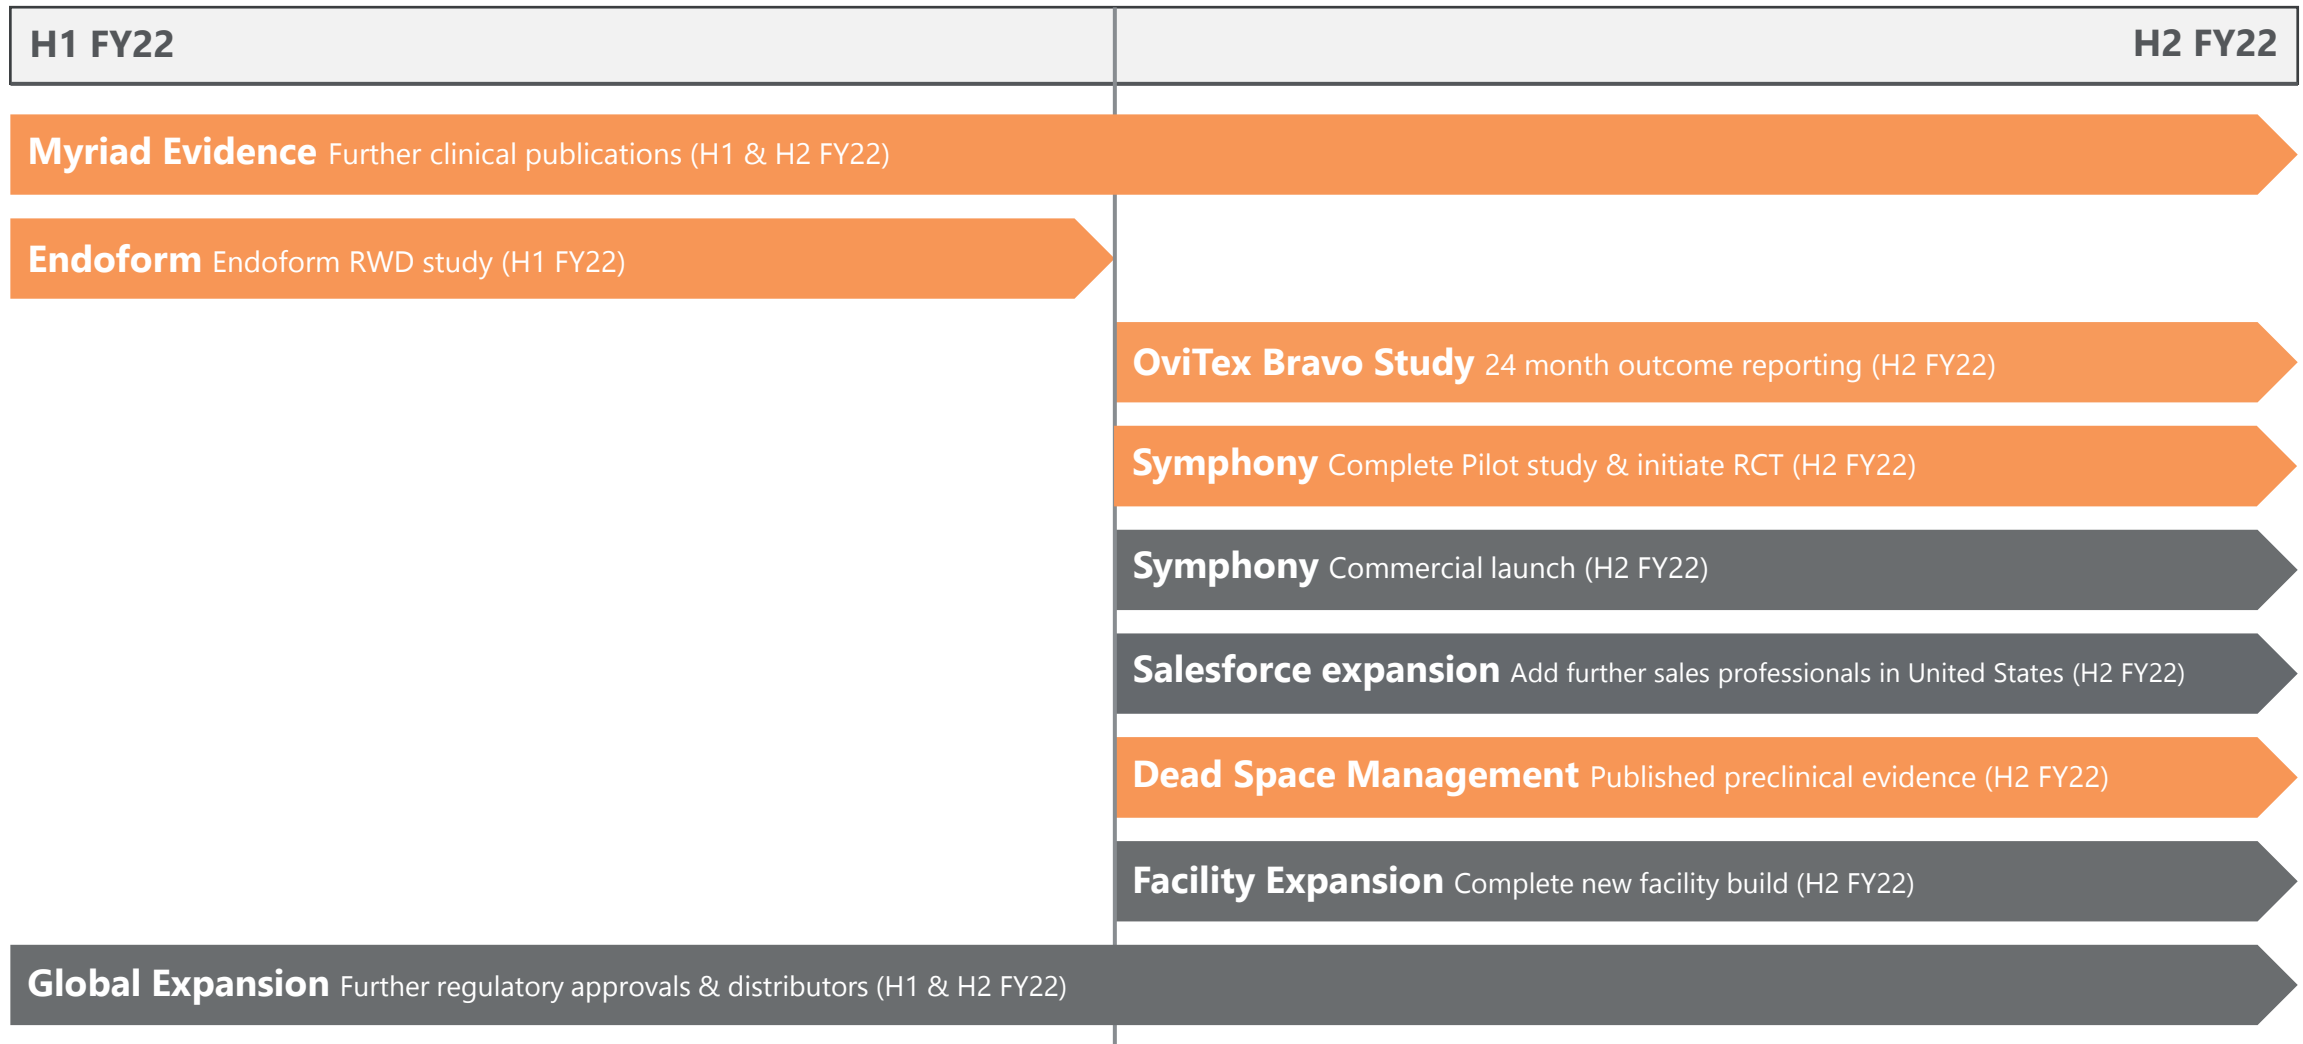 H1 FY22
H2 FY22
Myriad Evidence Further clinical publications (H1 & H2 FY22)
Endoform Endoform RWD study (H1 FY22)
OviTex Bravo Study 24 month outcome reporting (H2 FY22)
Symphony Complete Pilot study & initiate RCT (H2 FY22)
Symphony Commercial launch (H2 FY22)
Salesforce expansion Add further sales professionals in United States (H2 FY22)
Dead Space Management Published preclinical evidence (H2 FY22)
Facility Expansion Complete new facility build (H2 FY22)
Global Expansion Further regulatory approvals & distributors (H1 & H2 FY22)